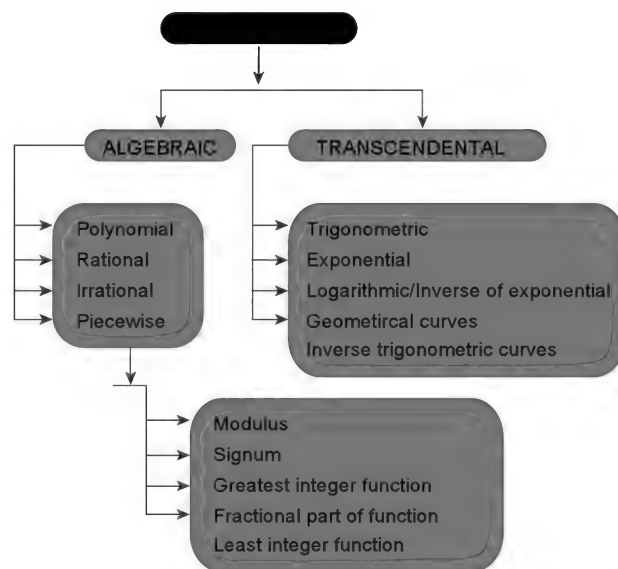 ALGEBRAIC
TRANSCENDENTAL
Polynomial
Rational
Irrational
Piecewise
Trigonometric
Exponential
Logarithmic/Inverse of exponential
Geometircal curves
Inverse trigonometric curves
Modulus
Signum
Greatest integer function
Fractional part of function
Least integer function